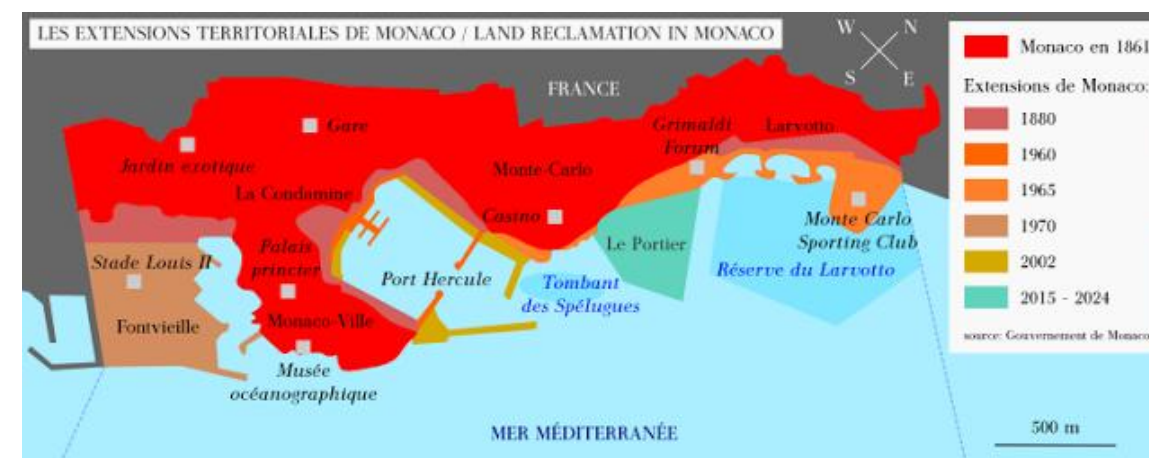 LES EXTENSIONS TERRITORIALES DE MONACO / LAND RECLAMATION IN MONACO
W
N
S
E
FRANCE
Gare
Jardin exotique
La Condamine
Monte-Carlo
Grimaldi
Forum
Larvotto
Casino
Palais
princier
Stade Louis II
Port Hercule
Le Portier
Monte Carlo
Sporting Club
Tombant
des Spélugues
Réserve du Larvotto
Fontvieille
Monaco-Ville
Musée
océanographique
MER MÉDITERRANÉE
Monaco en 1861
Extensions de Monaco:
1880
1960
1965
1970
2002
2015 - 2024
source: Gouvernement de Monaco
500 m